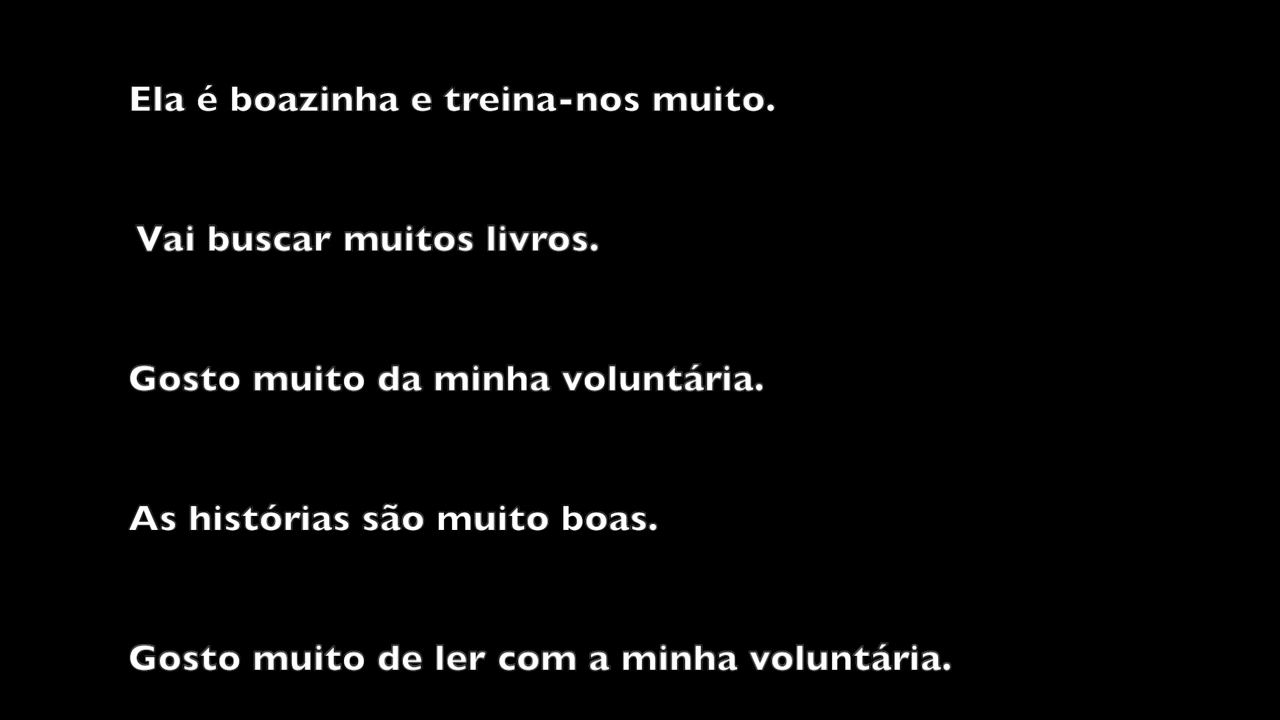 Ela é boazinha e treina-nos muito.
Vai buscar muitos livros.
Gosto muito da minha voluntária.
As histórias são muito boas.
Gosto muito de ler com a minha voluntária.